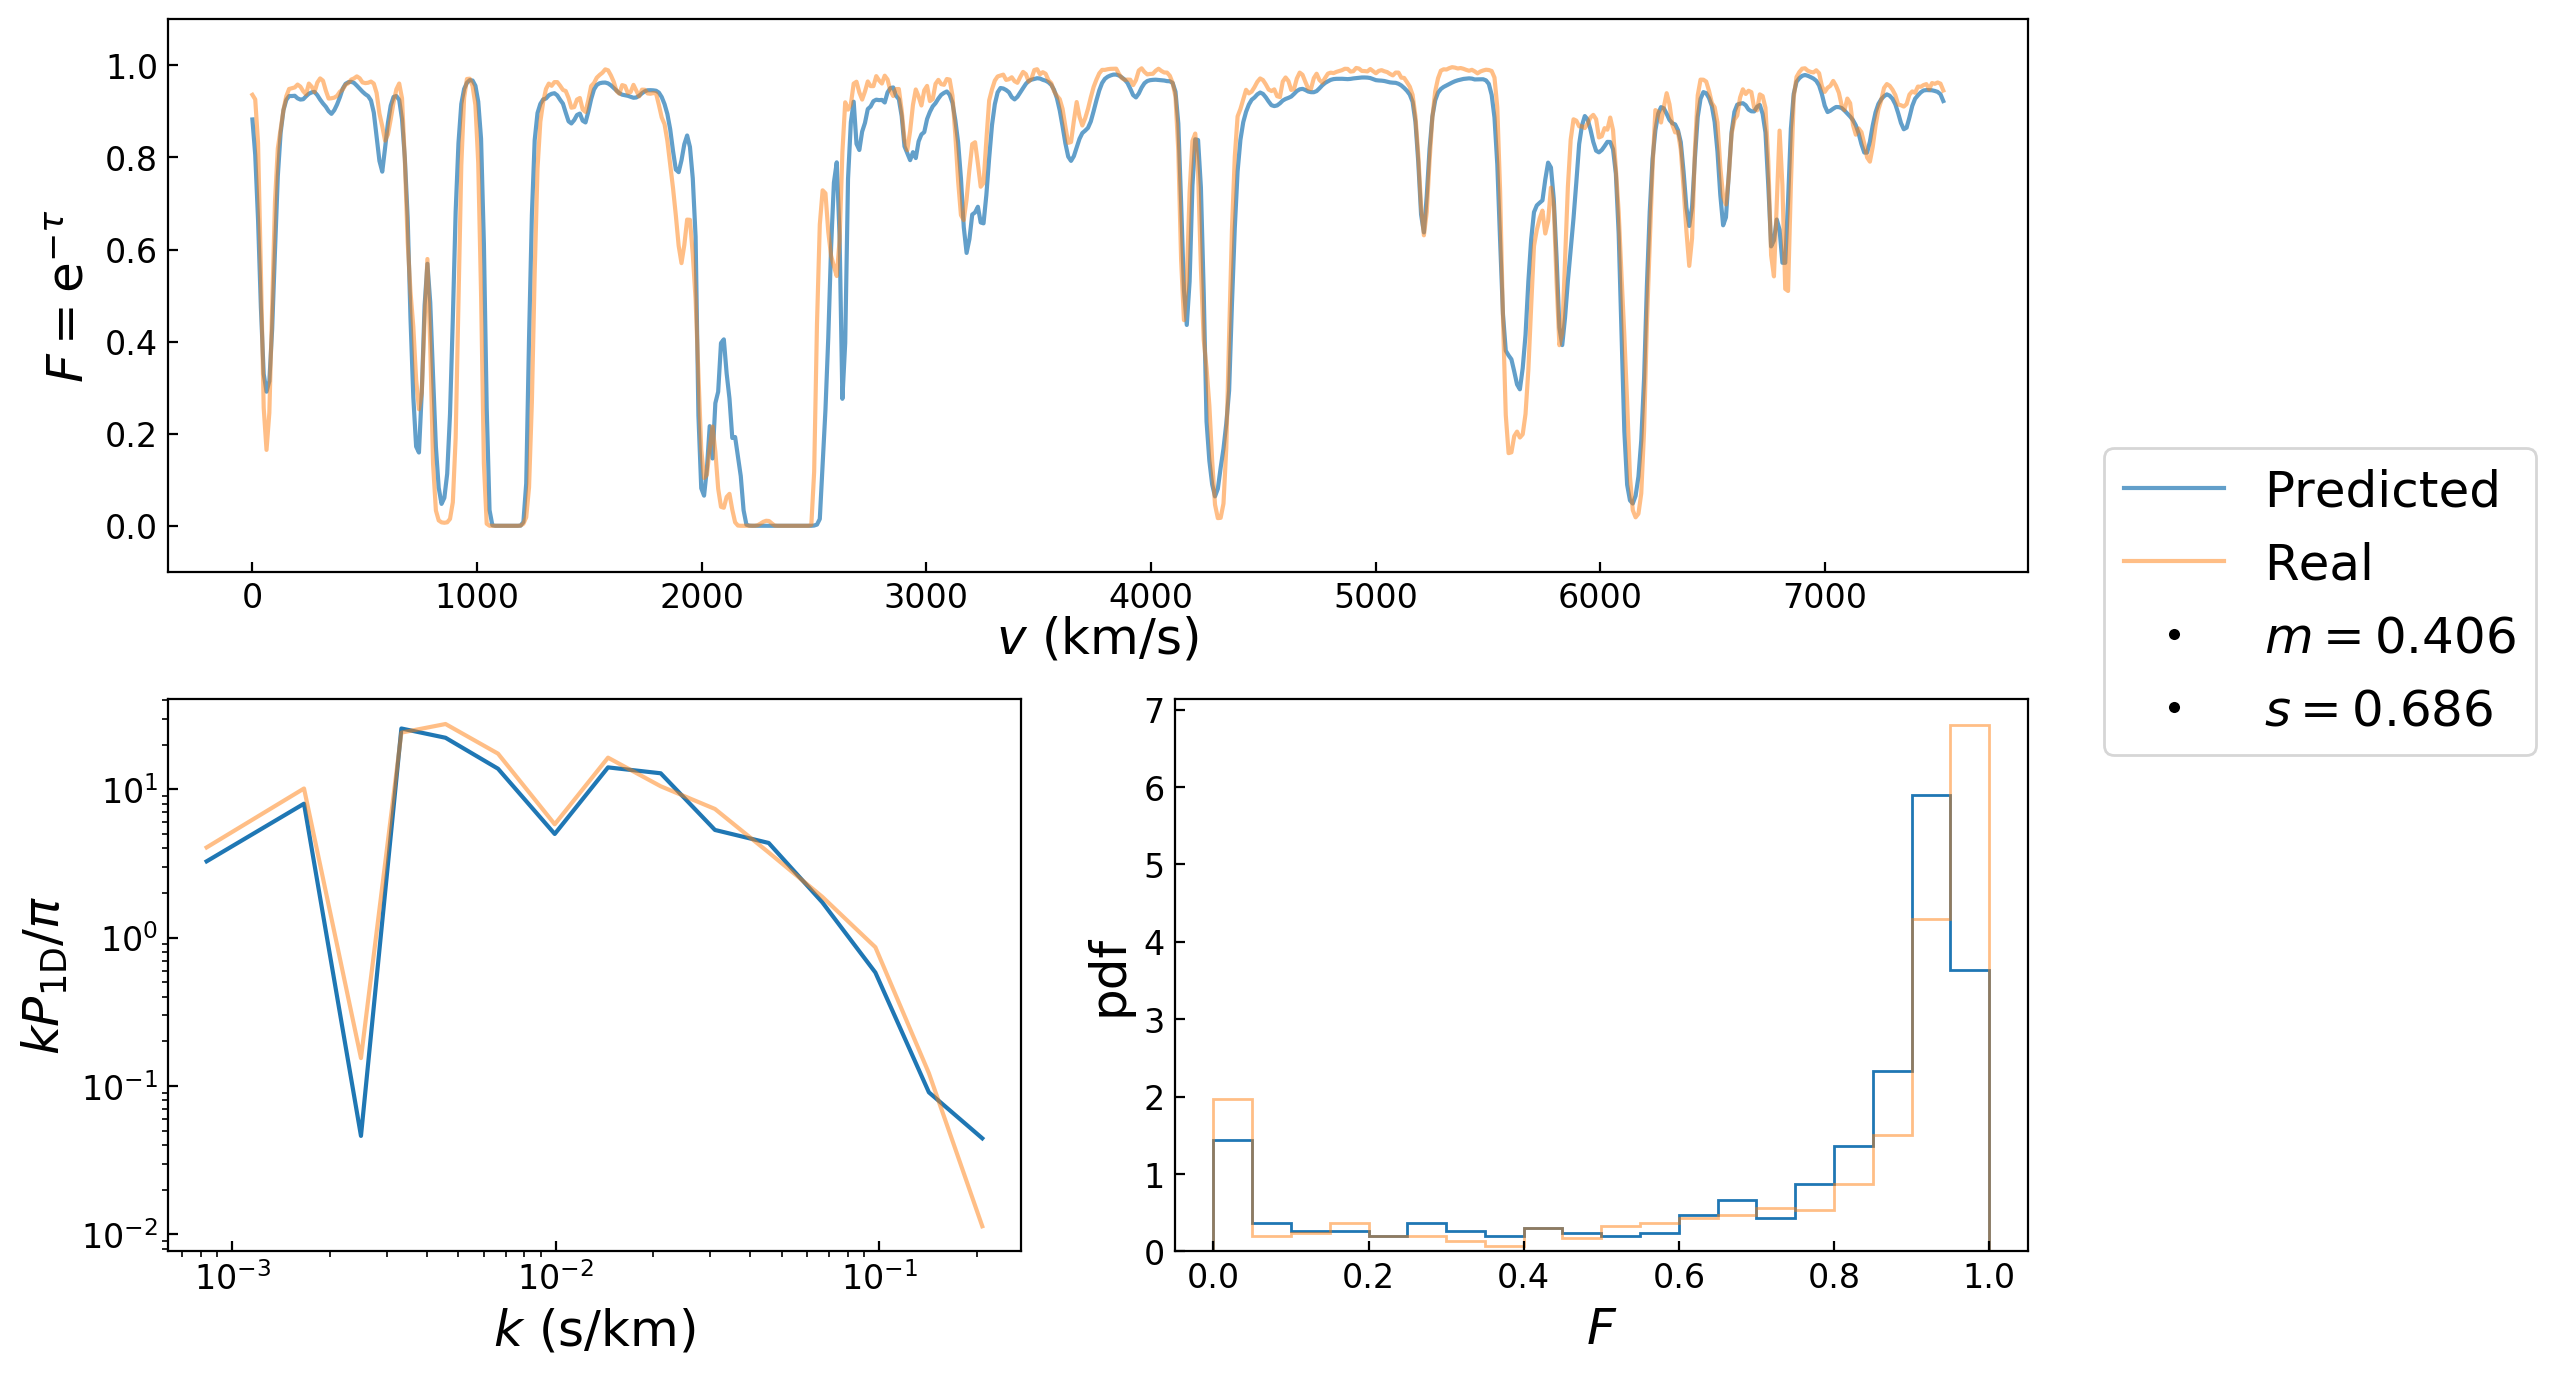 1.0
0.8
0.6
0.4
0.2
0.0
F = e^{-τ}
0 1000 2000 3000 4000 5000 6000 7000
v (km/s)
Predicted
Real
m = 0.406
s = 0.686
10^1
10^0
10^{-1}
10^{-2}
kP_{1D}/π
10^{-3} 10^{-2} 10^{-1}
k (s/km)
7
6
5
4
3
2
1
0
pdf
0.0 0.2 0.4 0.6 0.8 1.0
F